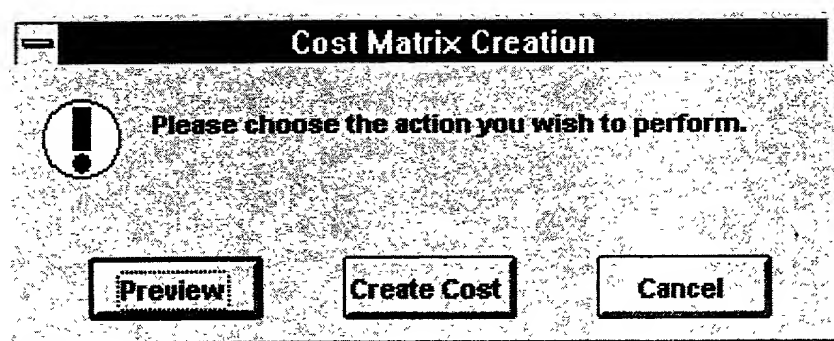 Cost Matrix Creation
Please choose the action you wish to perform.
Preview Create Cost Cancel